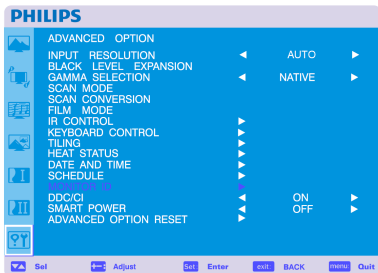 PHILIPS
ADVANCED OPTION
INPUT RESOLUTION AUTO
BLACK LEVEL EXPANSION
GAMMA SELECTION NATIVE
SCAN MODE
SCAN CONVERSION
FILM MODE
IR CONTROL
KEYBOARD CONTROL
TILING
HEAT STATUS
DATE AND TIME
SCHEDULE
MONITOR ID
DDC/CI ON
SMART POWER OFF
ADVANCED OPTION RESET
Sel Adjust Set Enter exit BACK menu Quit